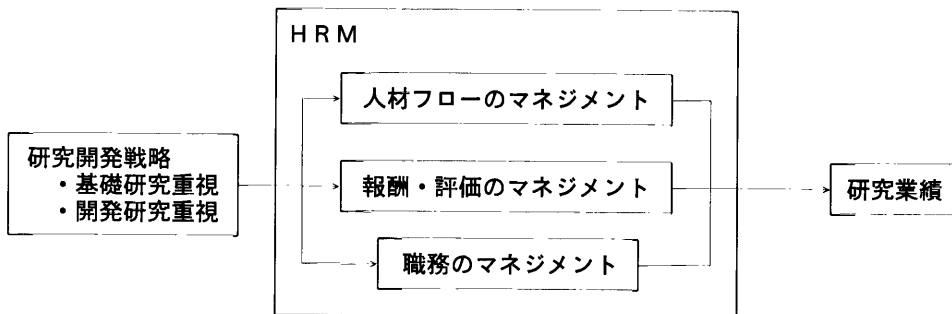 ＨＲＭ
人材フローのマネジメント
研究開発戦略
・基礎研究重視
・開発研究重視
報酬・評価のマネジメント
研究業績
職務のマネジメント